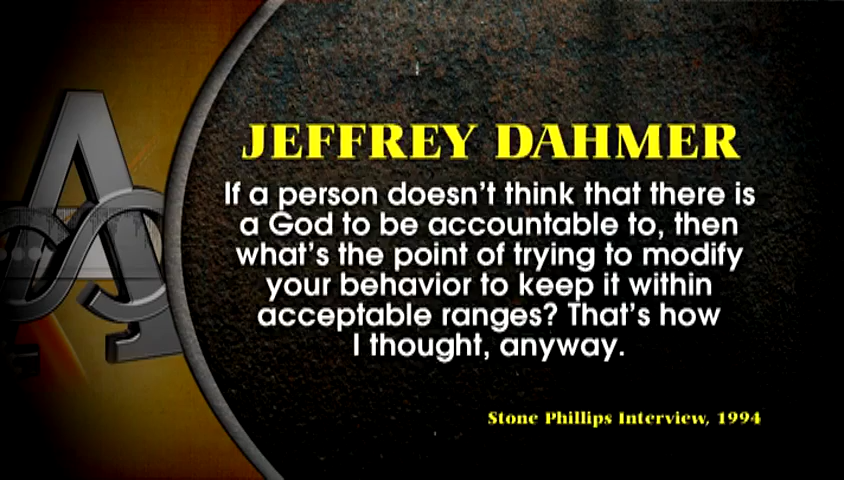 JEFFREY DAHMER
If a person doesn't think that there is
a God to be accountable to, then
what's the point of trying to modify
your behavior to keep it within
acceptable ranges? That's how
I thought, anyway.
Stone Phillips Interview, 1994